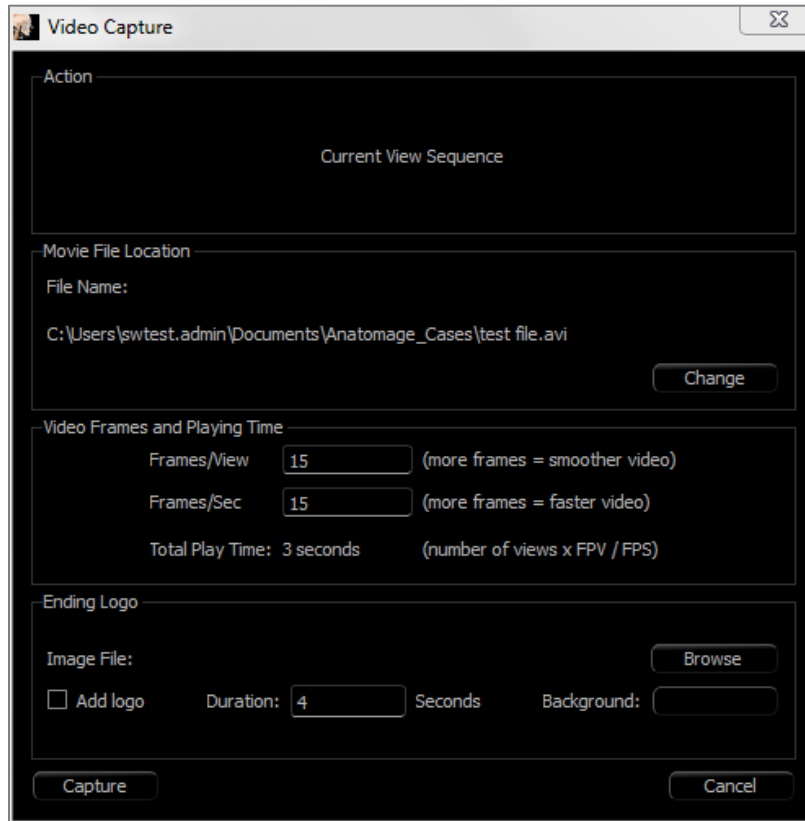 Video Capture
Action
Current View Sequence
Movie File Location
File Name:
C:\Users\swtest.admin\Documents\Anatomage_Cases\test file.avi
Change
Video Frames and Playing Time
Frames/View 15 (more frames = smoother video)
Frames/Sec 15 (more frames = faster video)
Total Play Time: 3 seconds (number of views x FPV / FPS)
Ending Logo
Image File: Browse
Add logo Duration: 4 Seconds Background:
Capture Cancel